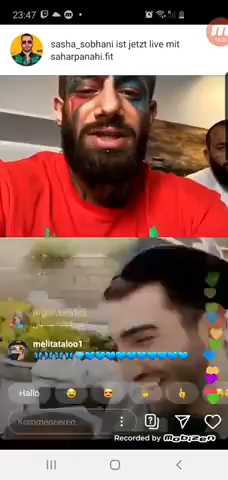 23:47
sasha_sobhani ist jetzt live mit
saharpanahi.fit
melitataloo1
Hallo
Kommentieren
Recorded by mobizen